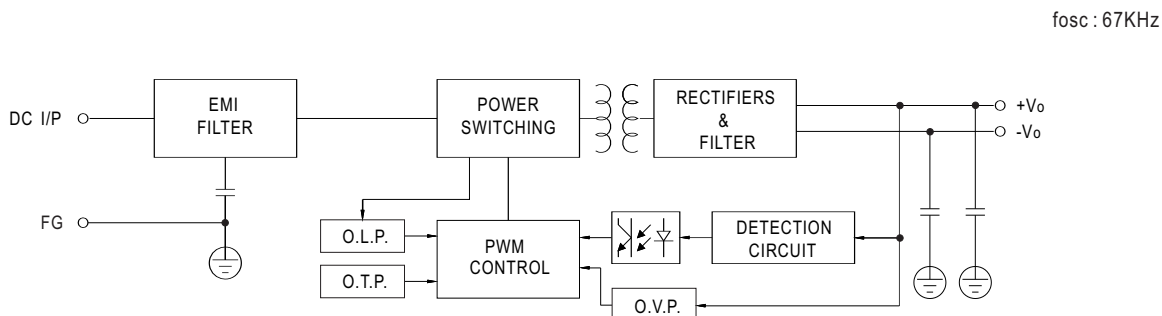 fosc : 67KHz
DC I/P
EMI
FILTER
POWER
SWITCHING
RECTIFIERS
&
FILTER
+Vo
-Vo
FG
O.L.P.
PWM
CONTROL
DETECTION
CIRCUIT
O.T.P.
O.V.P.